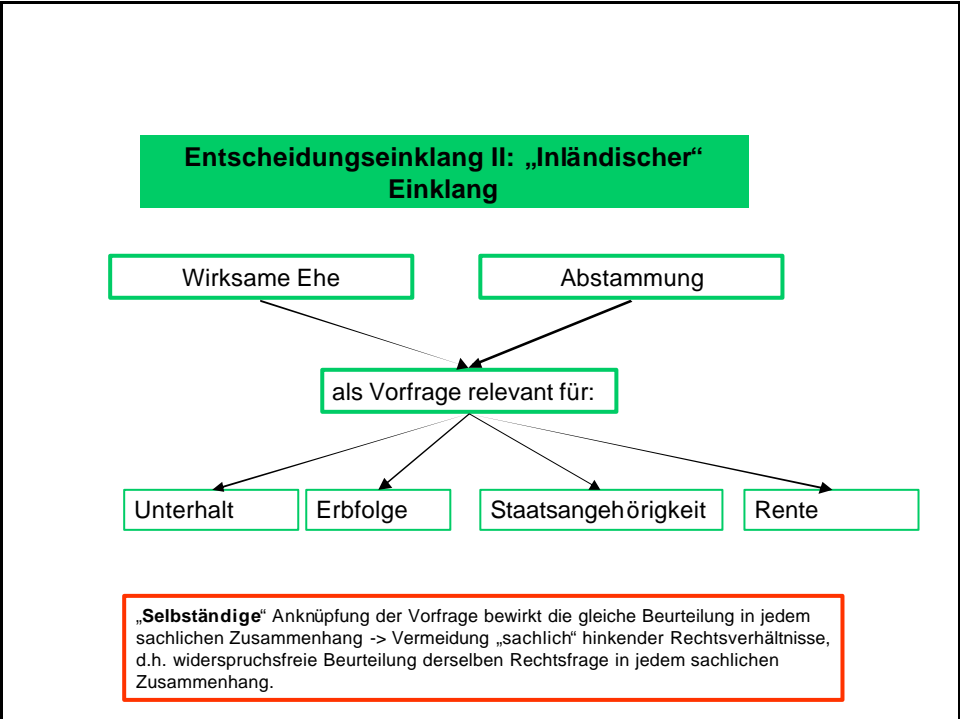 Entscheidungseinklang II: „Inländischer“
Einklang
Wirksame Ehe
Abstammung
als Vorfrage relevant für:
Unterhalt
Erbfolge
Staatsangehörigkeit
Rente
„Selbständige“ Anknüpfung der Vorfrage bewirkt die gleiche Beurteilung in jedem
sachlichen Zusammenhang -> Vermeidung „sachlich“ hinkender Rechtsverhältnisse,
d.h. widerspruchsfreie Beurteilung derselben Rechtsfrage in jedem sachlichen
Zusammenhang.